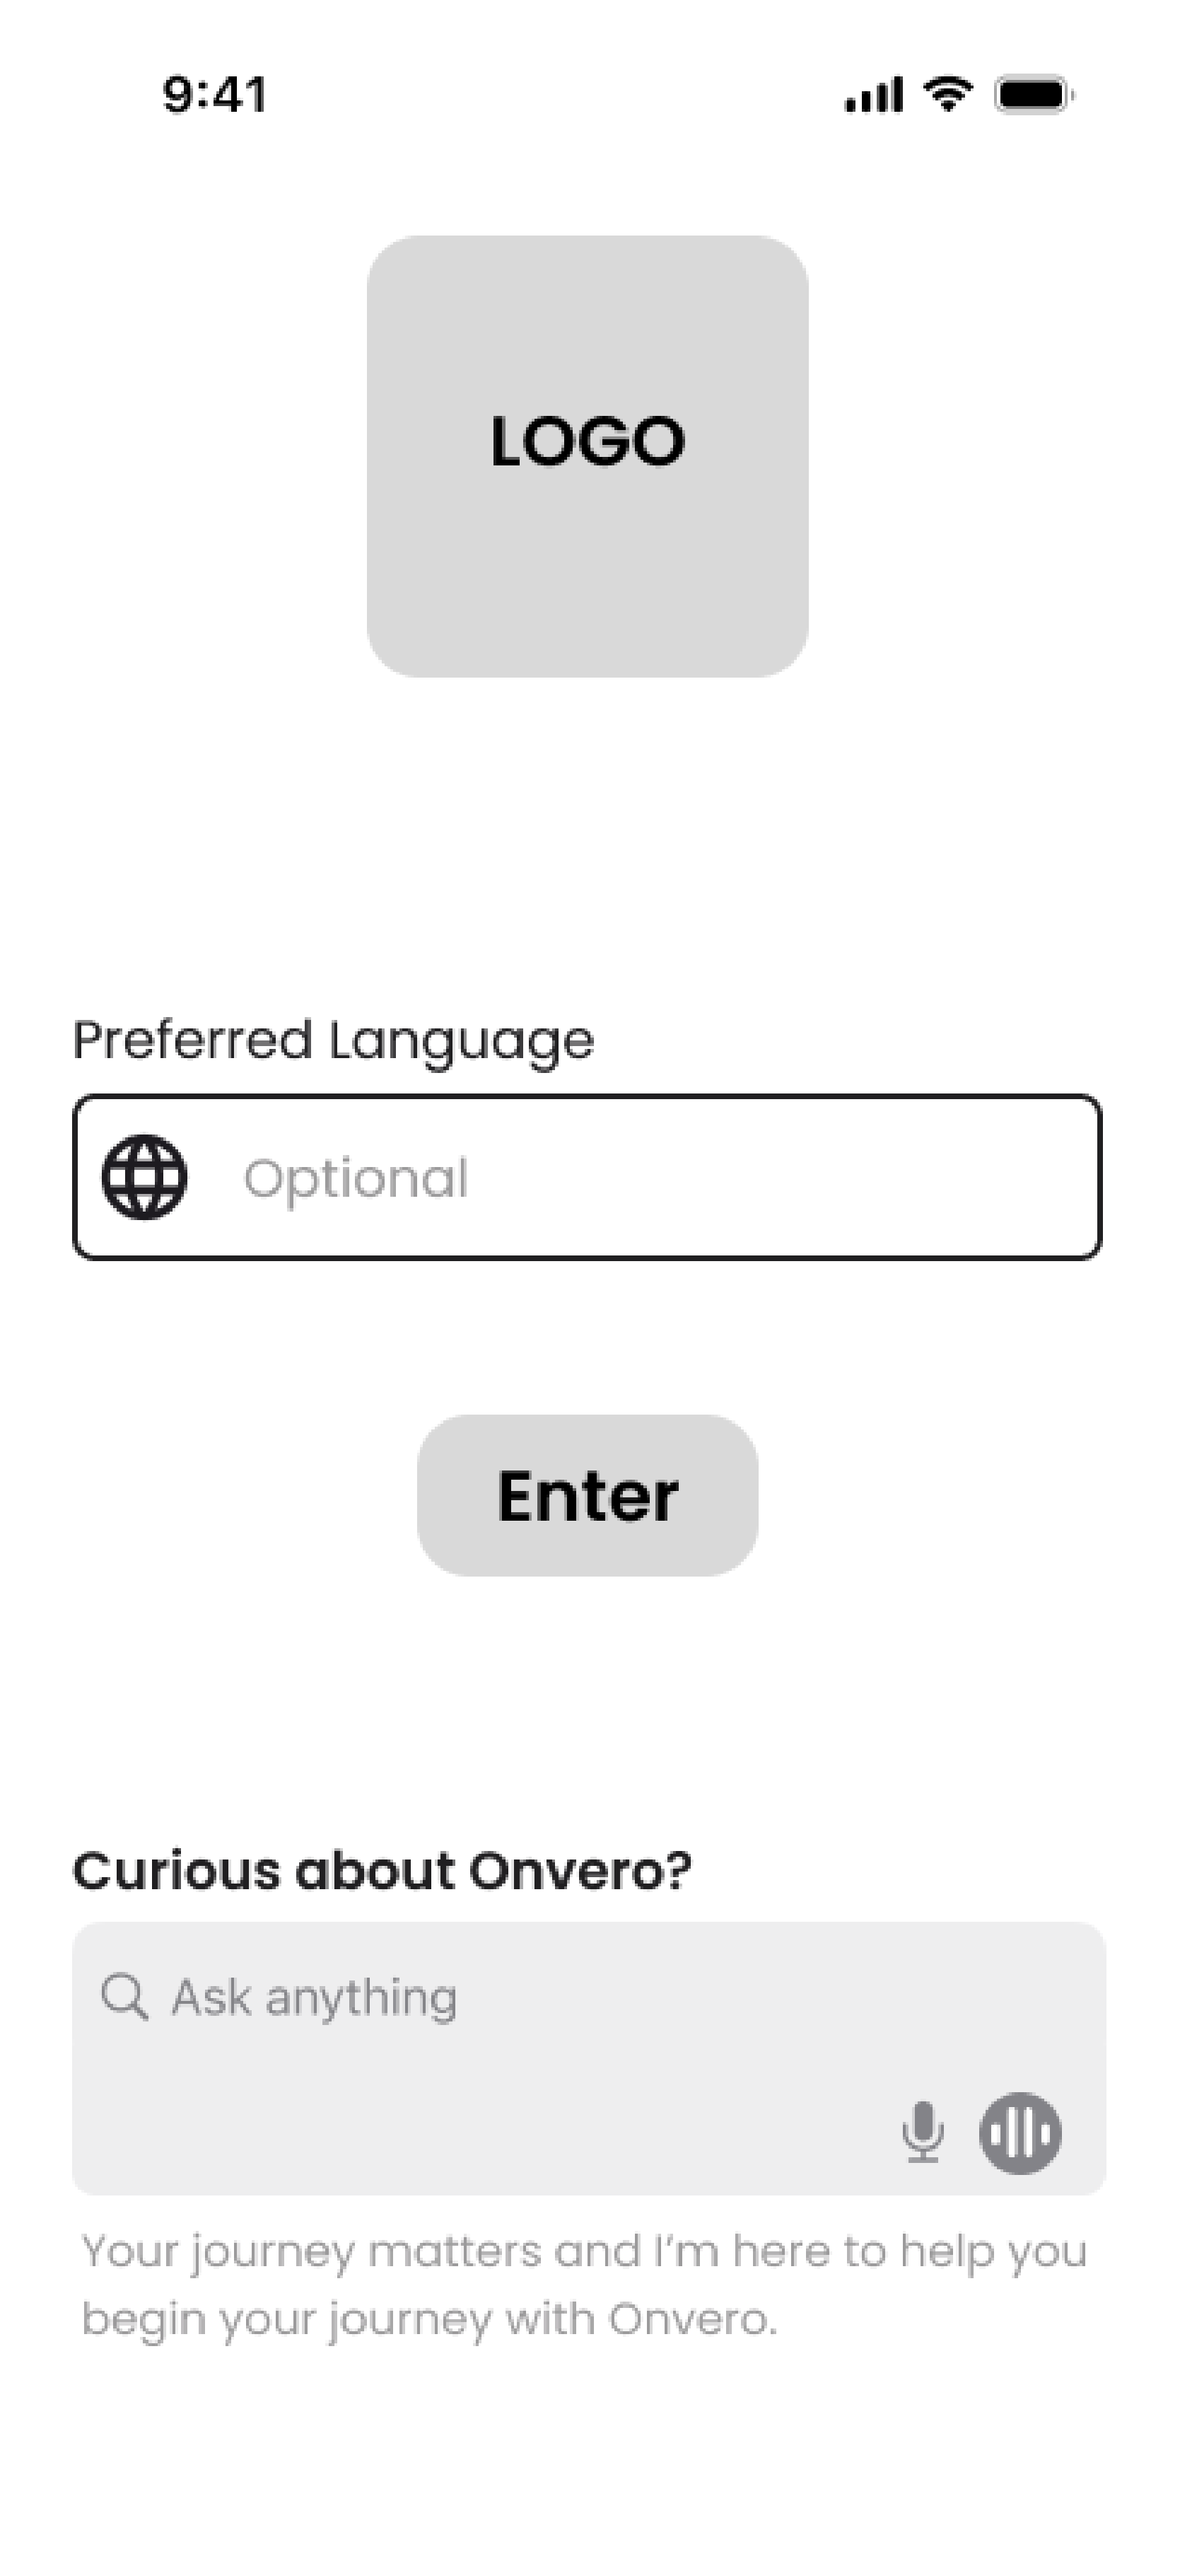 9:41
LOGO
Preferred Language
Optional
Enter
Curious about Onvero?
Ask anything
Your journey matters and I’m here to help you
begin your journey with Onvero.